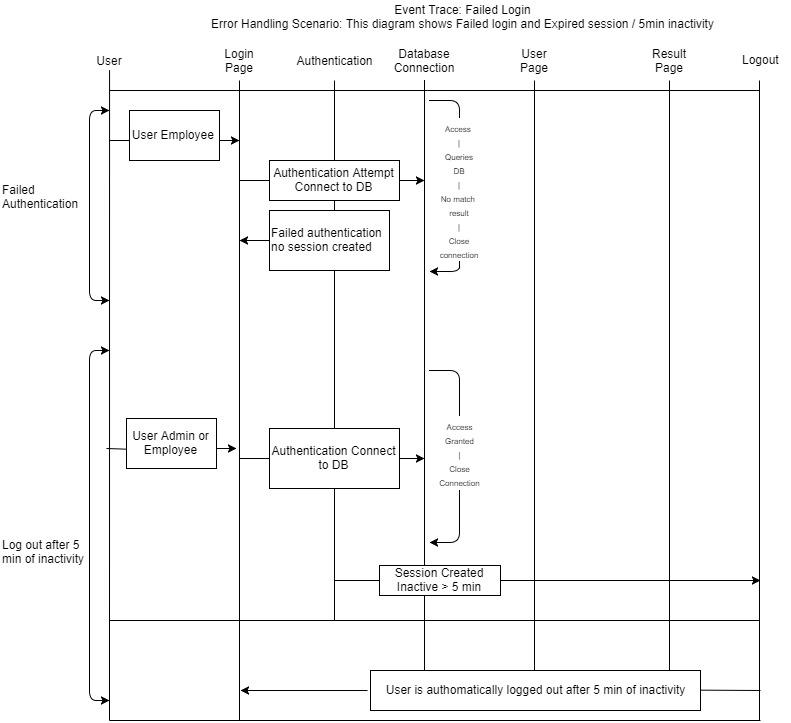 Event Trace: Failed Login
Error Handling Scenario: This diagram shows Failed login and Expired session / 5min inactivity
User
Login
Page
Authentication
Database
Connection
User
Page
Result
Page
Logout
Failed
Authentication
User Employee
Authentication Attempt
Connect to DB
Failed authentication
no session created
Access
|
Queries
DB
|
No match
result
|
Close
connection
Log out after 5
min of inactivity
User Admin or
Employee
Authentication Connect
to DB
Access
Granted
|
Close
Connection
Session Created
Inactive > 5 min
User is authomatically logged out after 5 min of inactivity